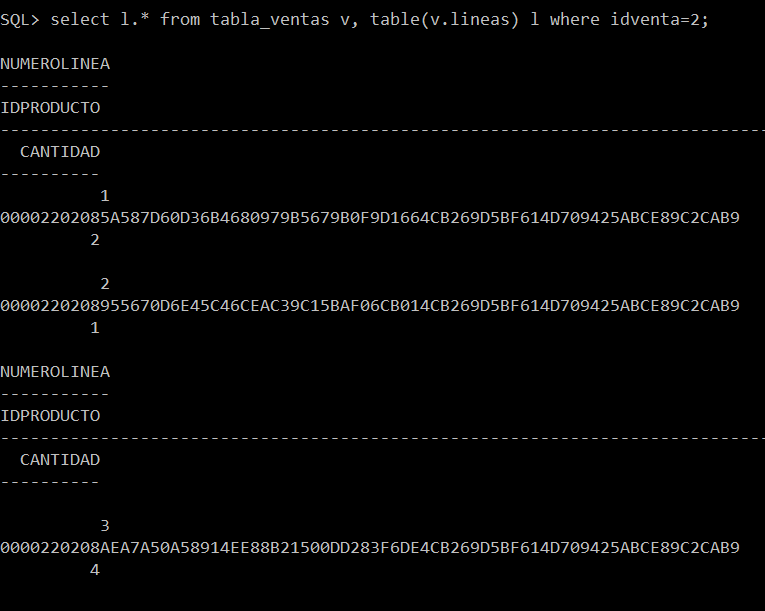 SQL> select l.* from tabla_ventas v, table(v.lineas) l where idventa=2;
NUMEROLINEA
-----------
IDPRODUCTO
--------------------------------------------------------------------------------
CANTIDAD
----------
1
00002202085A587D60D36B4680979B5679B0F9D1664CB269D5BF614D709425ABCE89C2CAB9
2
2
0000220208955670D6E45C46CEAC39C15BAF06CB014CB269D5BF614D709425ABCE89C2CAB9
1
NUMEROLINEA
-----------
IDPRODUCTO
--------------------------------------------------------------------------------
CANTIDAD
----------
3
0000220208AEA7A50A58914EE88B21500DD283F6DE4CB269D5BF614D709425ABCE89C2CAB9
4